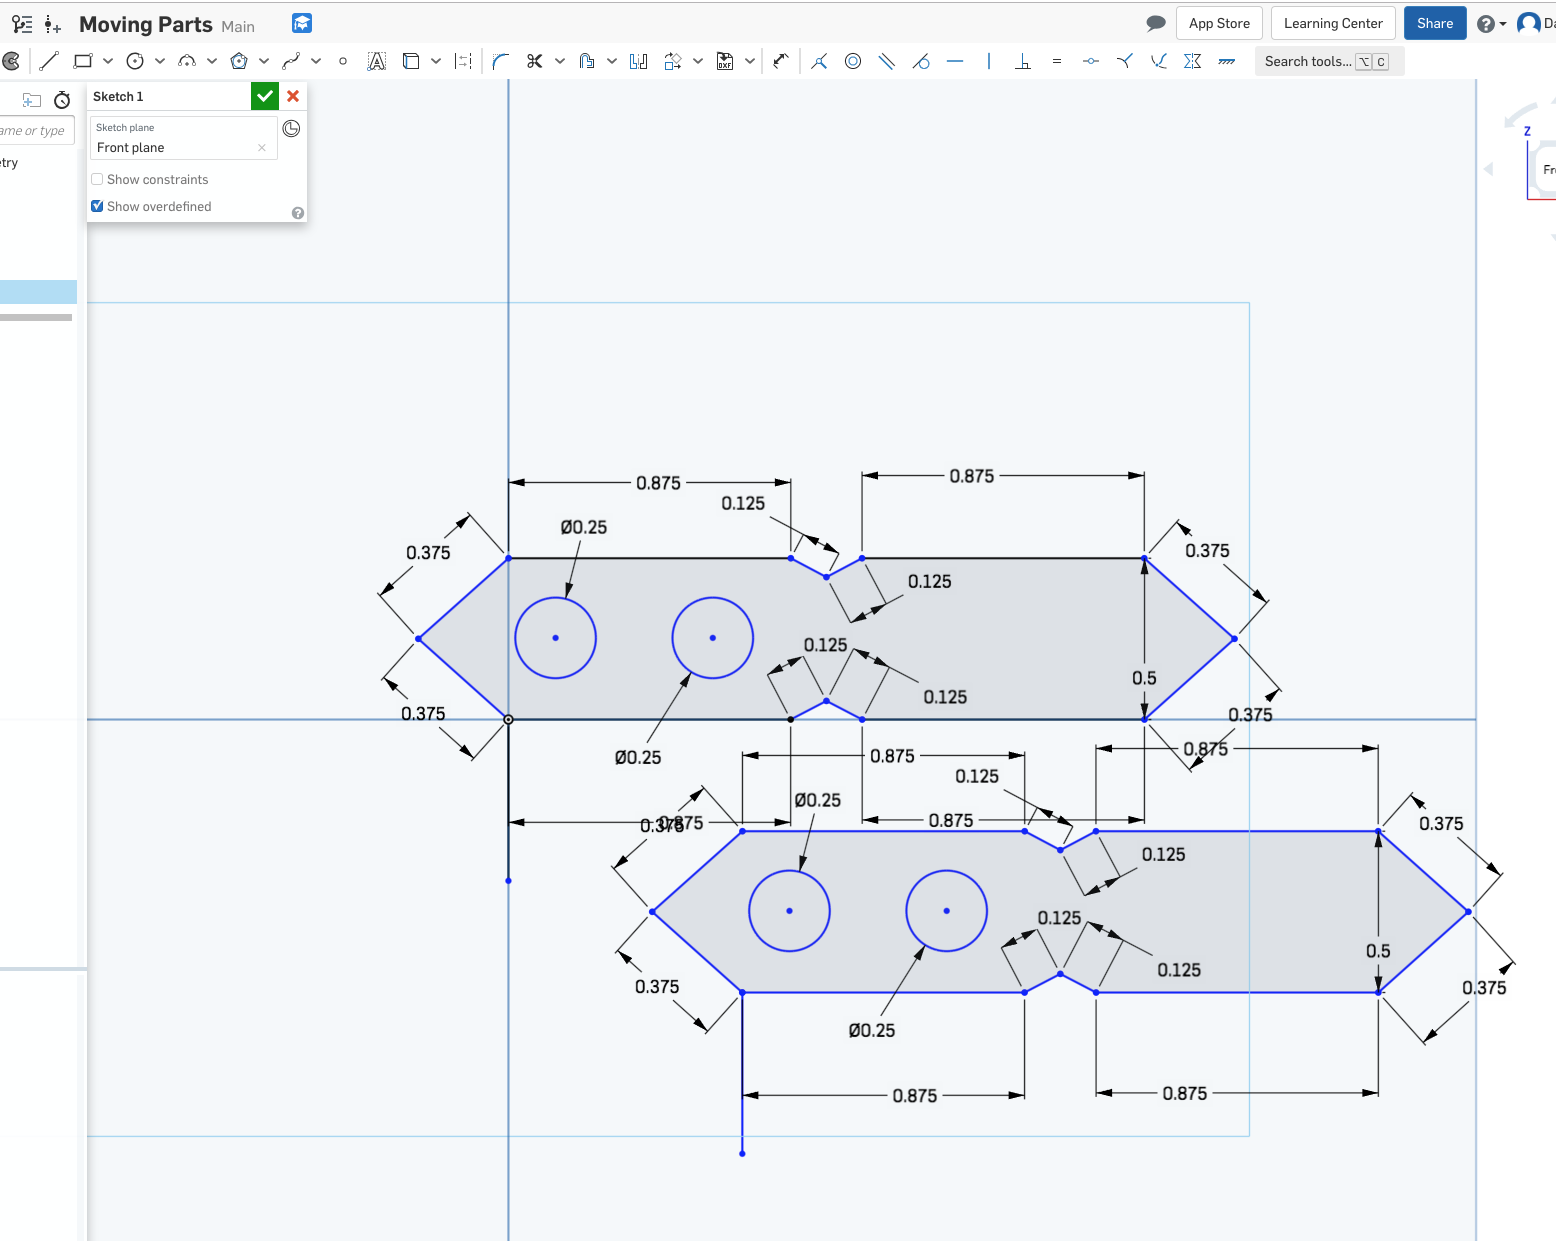 Moving Parts Main
App Store
Learning Center
Share
Da
Search tools... ⌥ C
Sketch 1
Sketch plane
Front plane
Show constraints
Show overdefined
ame or type
etry
Z
Fro
0.875
0.875
0.125
Ø0.25
0.375
0.375
0.125
0.125
0.5
0.125
0.375
0.375
Ø0.25
0.875
0.875
0.125
Ø0.25
0.875
0.375
0.875
0.375
0.125
0.125
0.5
0.125
0.375
0.375
Ø0.25
0.875
0.875